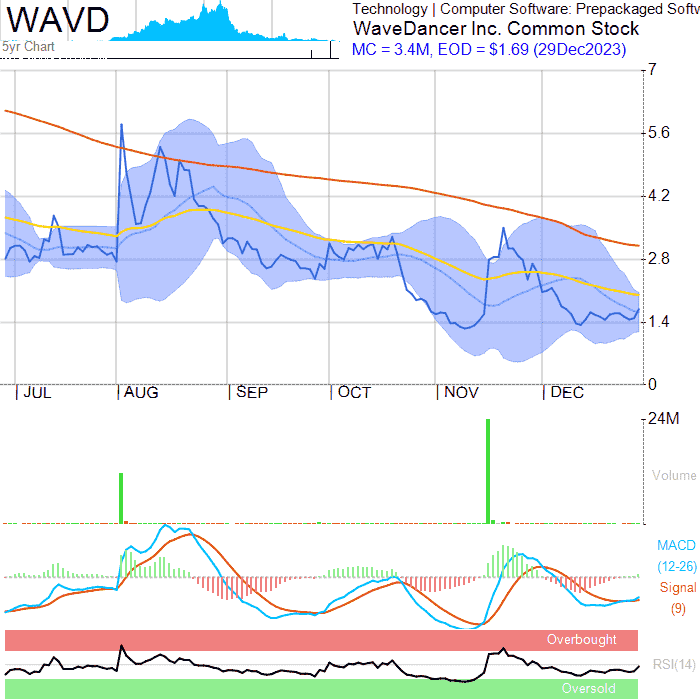 WAVD
Technology | Computer Software: Prepackaged Softw
WaveDancer Inc. Common Stock
5yr Chart
MC = 3.4M, EOD = $1.69 (29Dec2023)
7
5.6
4.2
2.8
1.4
0
JUL
AUG
SEP
OCT
NOV
DEC
24M
Volume
MACD
(12-26)
Signal
(9)
Overbought
RSI(14)
Oversold